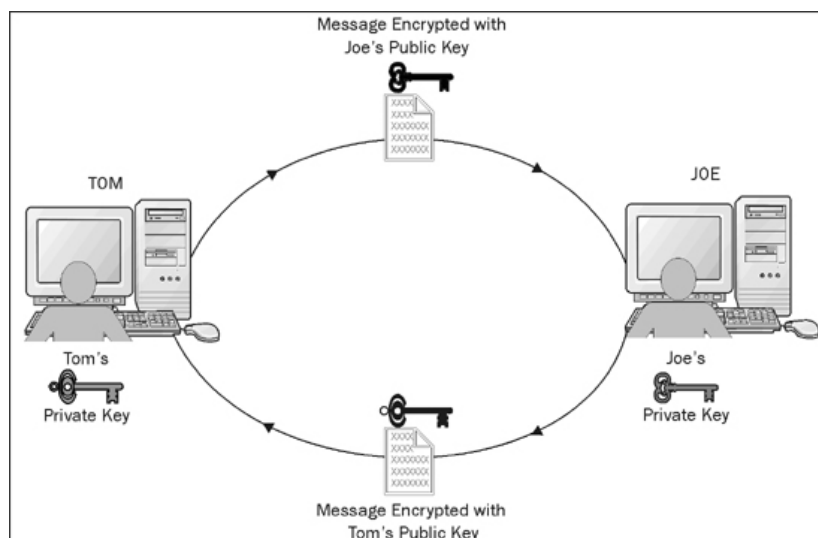 Message Encrypted with
Joe's Public Key
TOM
JOE
Tom's
Private Key
Joe's
Private Key
Message Encrypted with
Tom's Public Key